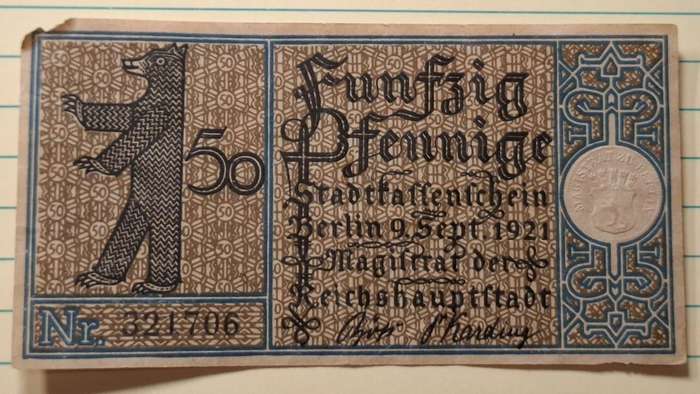 50
Fünfzig
Pfennige
Stadtkassenschein
Berlin 9. Sept. 1921
Magistrat der
Reichshauptstadt
Nr. 321706